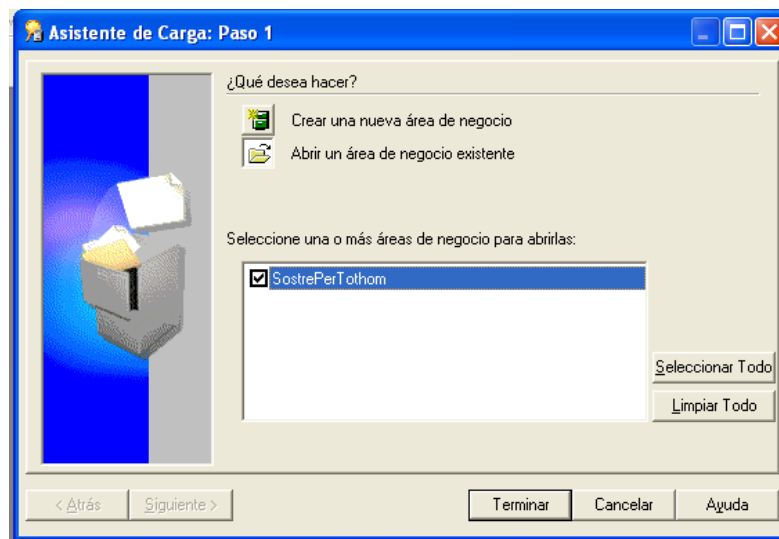 Asistente de Carga: Paso 1
¿Qué desea hacer?
Crear una nueva área de negocio
Abrir un área de negocio existente
Seleccione una o más áreas de negocio para abrirlas:
SostrePerTothom
Seleccionar Todo
Limpiar Todo
< Atrás
Siguiente >
Terminar
Cancelar
Ayuda